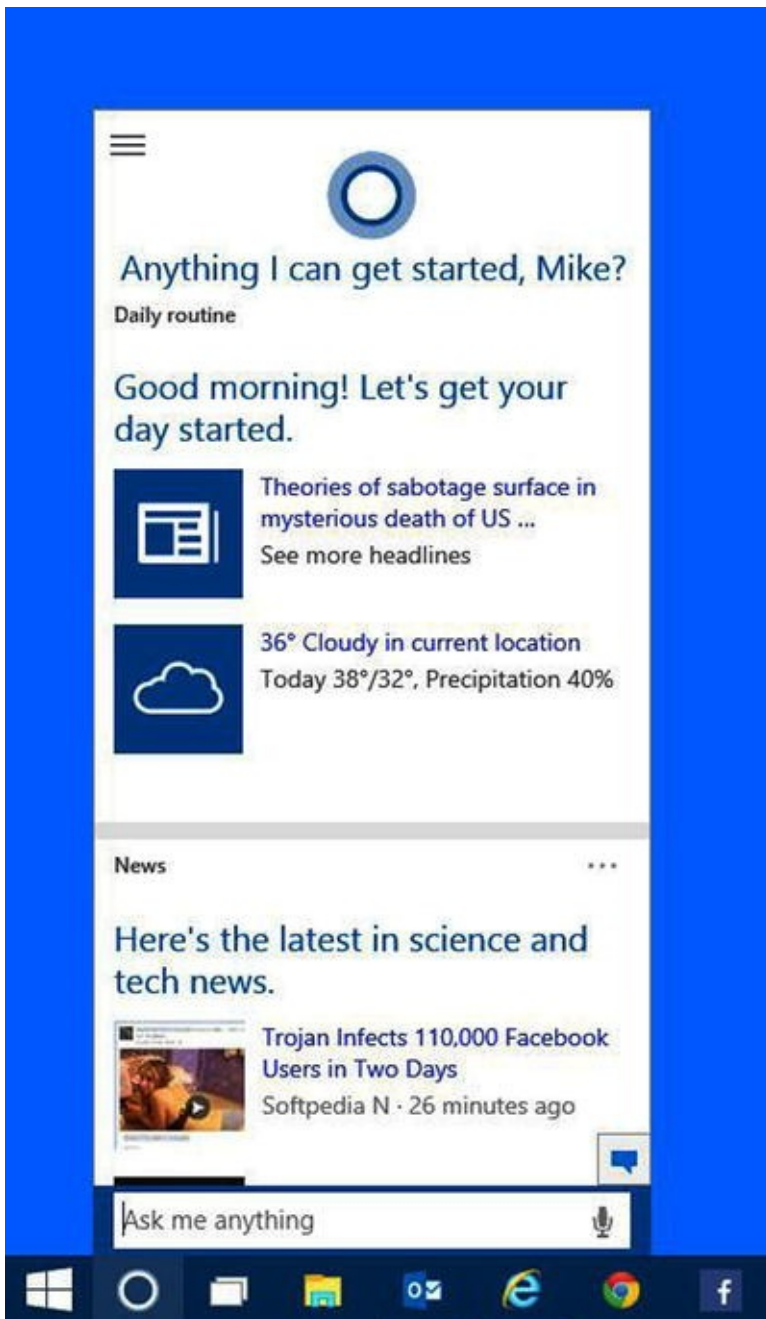 Anything I can get started, Mike?
Daily routine
Good morning! Let's get your
day started.
Theories of sabotage surface in
mysterious death of US ...
See more headlines
36° Cloudy in current location
Today 38°/32°, Precipitation 40%
News
...
Here's the latest in science and
tech news.
Trojan Infects 110,000 Facebook
Users in Two Days
Softpedia N · 26 minutes ago
Ask me anything